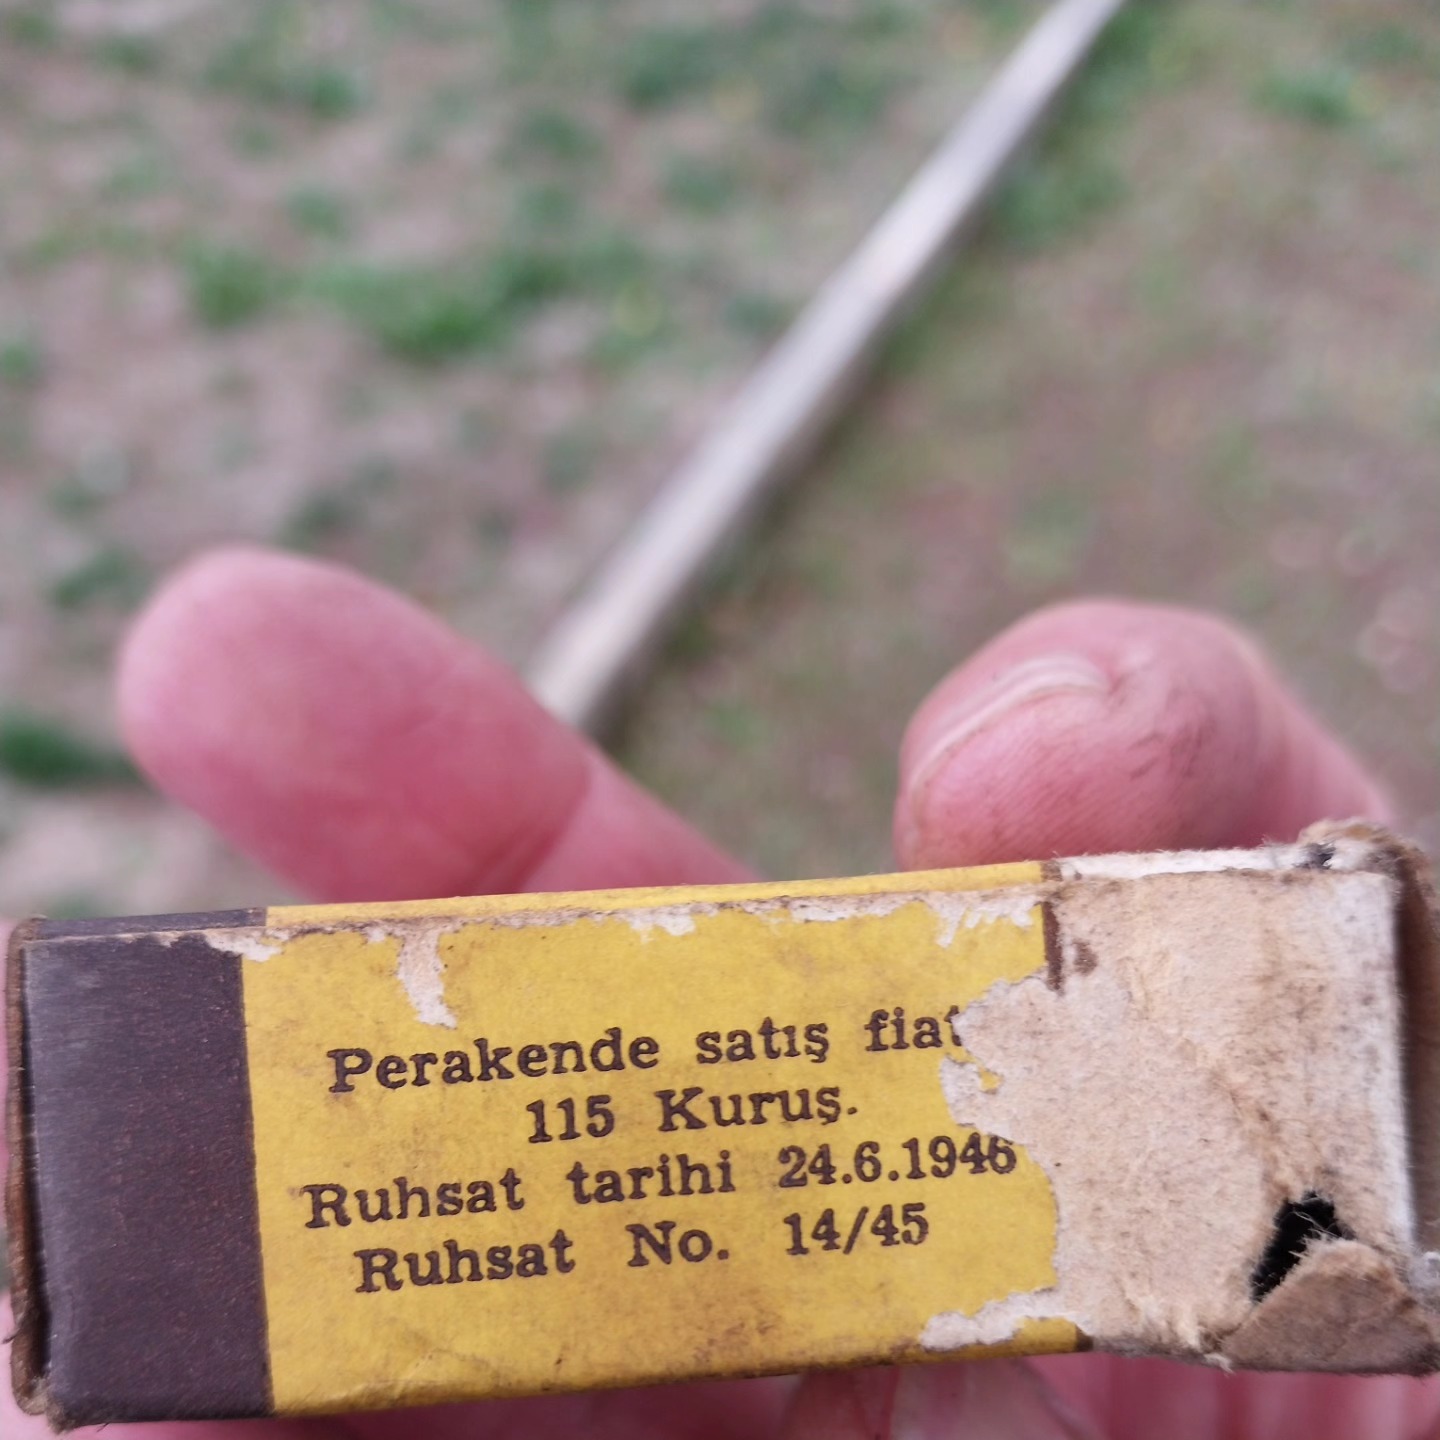 Perakende satış fiat
115 Kuruş.
Ruhsat tarihi 24.6.1946
Ruhsat No. 14/45